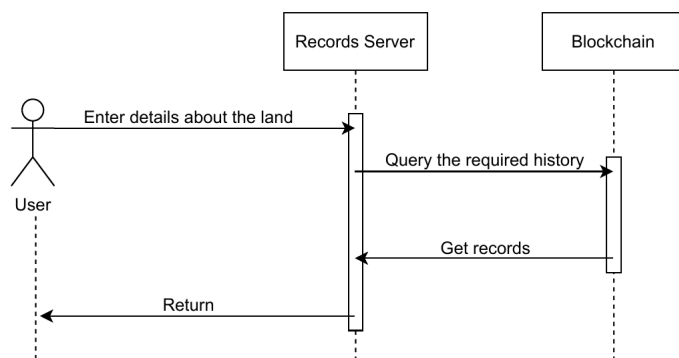 Records Server
Blockchain
Enter details about the land
Query the required history
User
Get records
Return